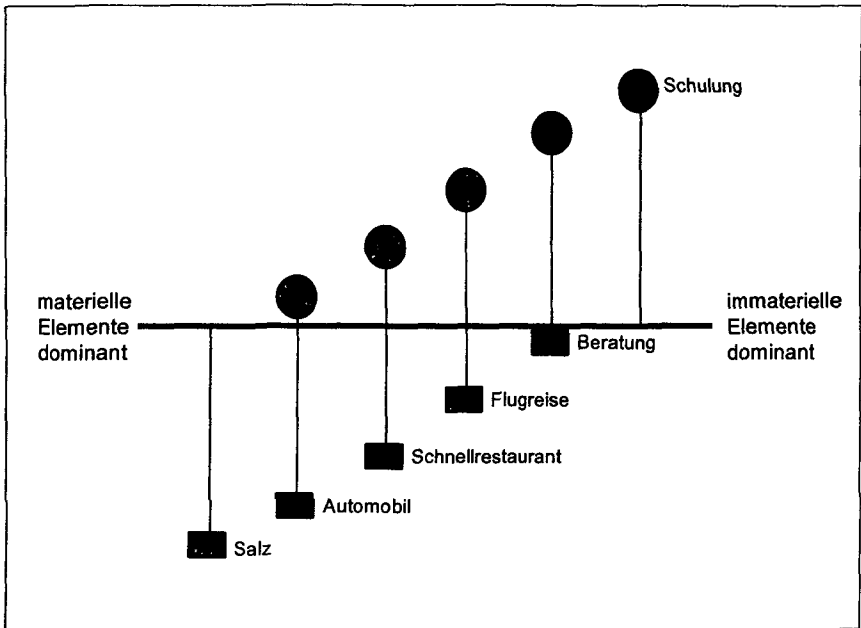 Schulung
materielle
Elemente
dominant
immaterielle
Elemente
dominant
Beratung
Flugreise
Schnellrestaurant
Automobil
Salz